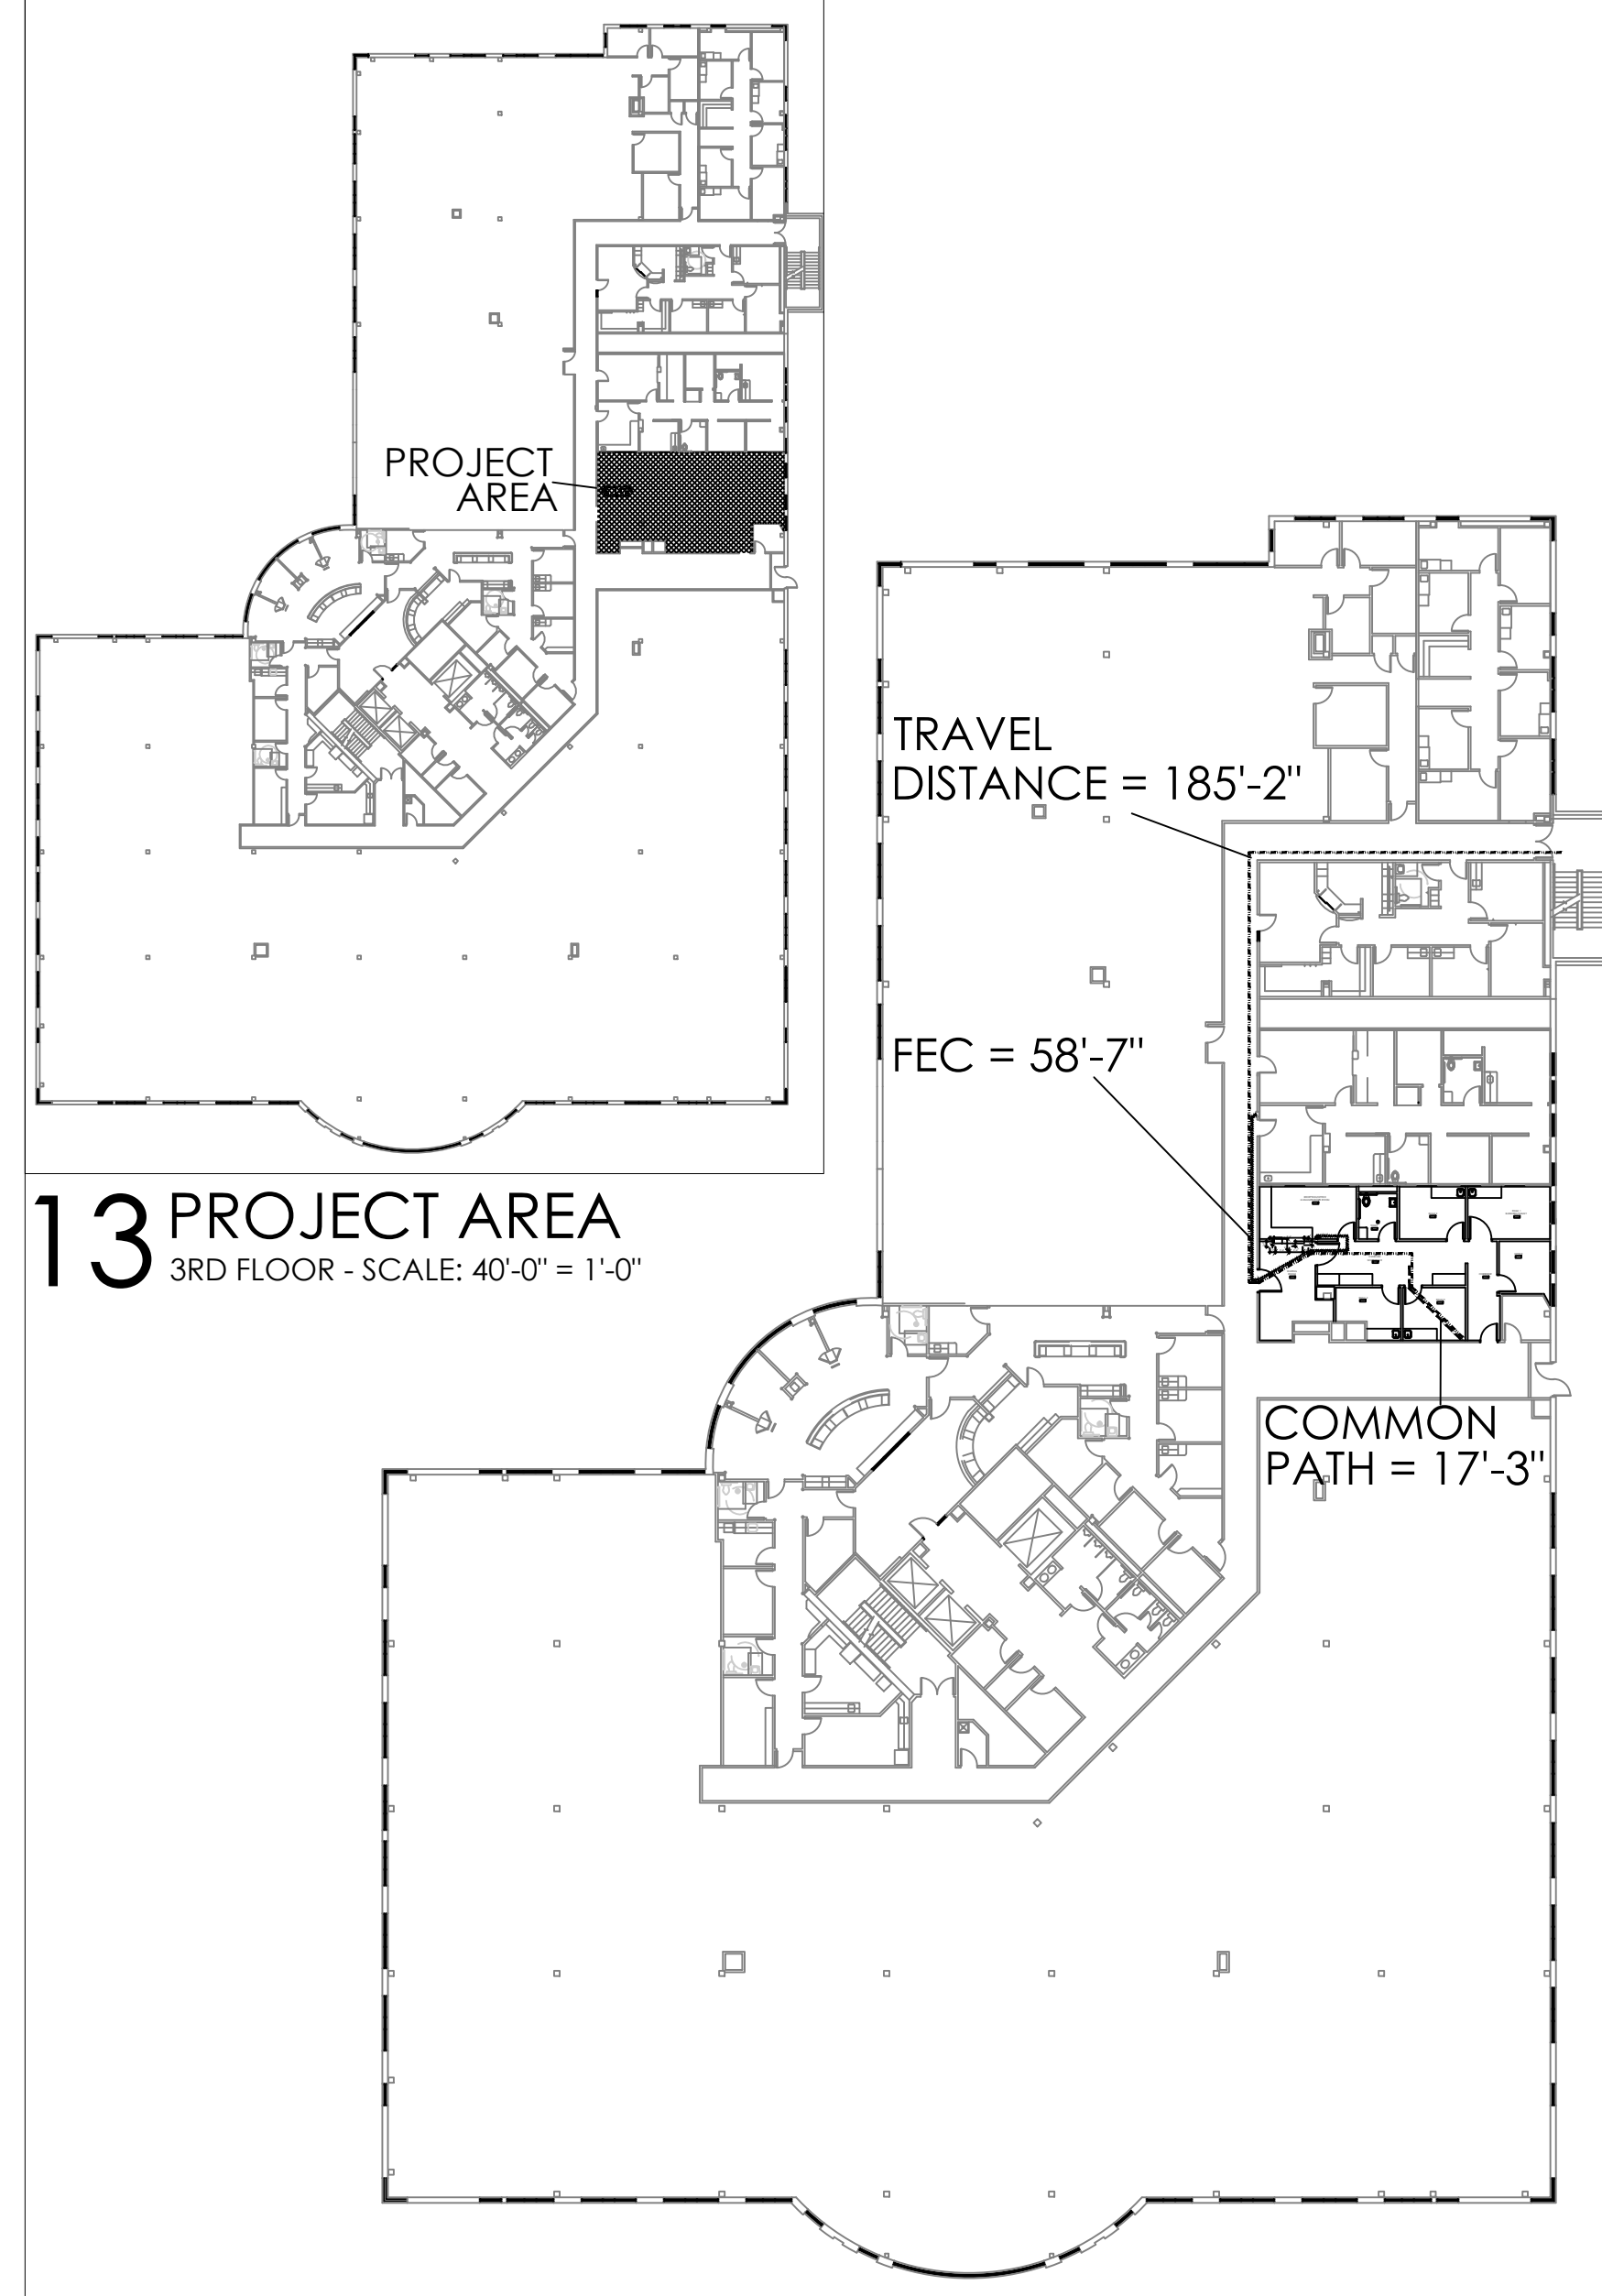 PROJECT
AREA
TRAVEL
DISTANCE = 185'-2"
FEC = 58'-7"
13
PROJECT AREA
3RD FLOOR - SCALE: 40'-0" = 1'-0"
COMMON
PATH = 17'-3"